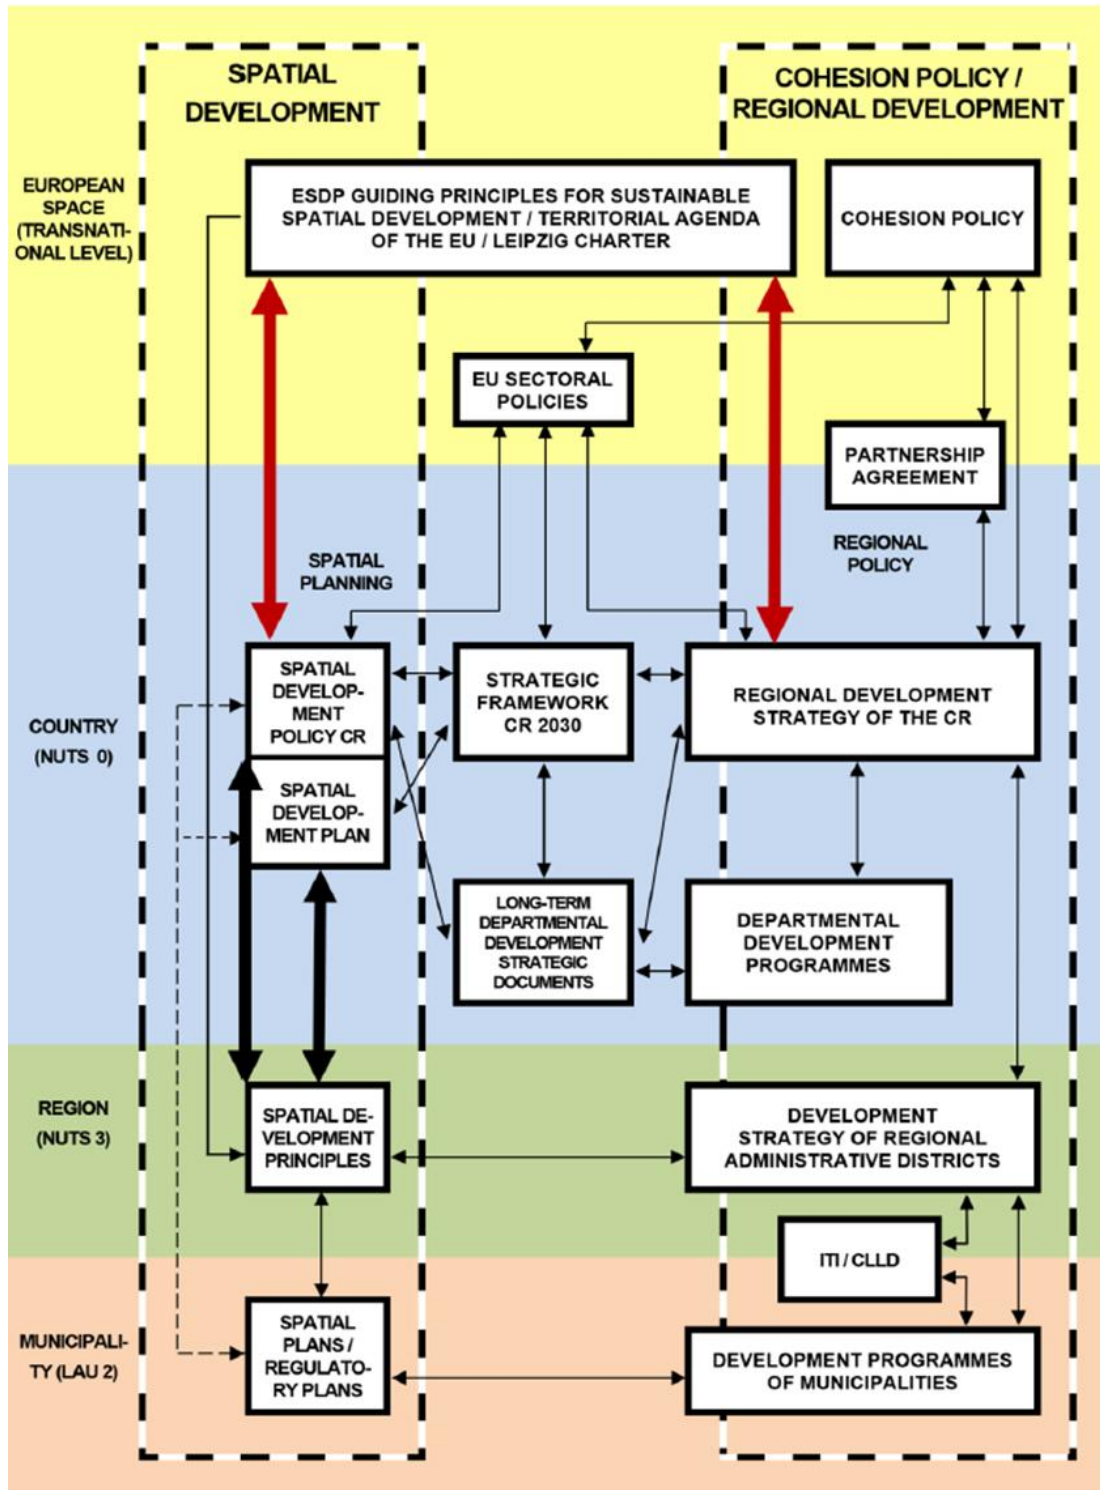 SPATIAL
DEVELOPMENT
COHESION POLICY /
REGIONAL DEVELOPMENT
EUROPEAN
SPACE
(TRANSNATI-
ONAL LEVEL)
ESDP GUIDING PRINCIPLES FOR SUSTAINABLE
SPATIAL DEVELOPMENT / TERRITORIAL AGENDA
OF THE EU / LEIPZIG CHARTER
COHESION POLICY
EU SECTORAL
POLICIES
PARTNERSHIP
AGREEMENT
SPATIAL
PLANNING
REGIONAL
POLICY
COUNTRY
(NUTS 0)
SPATIAL
DEVELOP-
MENT
POLICY CR
STRATEGIC
FRAMEWORK
CR 2030
REGIONAL DEVELOPMENT
STRATEGY OF THE CR
SPATIAL
DEVELOP-
MENT PLAN
LONG-TERM
DEPARTMENTAL
DEVELOPMENT
STRATEGIC
DOCUMENTS
DEPARTMENTAL
DEVELOPMENT
PROGRAMMES
REGION
(NUTS 3)
SPATIAL DE-
VELOPMENT
PRINCIPLES
DEVELOPMENT
STRATEGY OF REGIONAL
ADMINISTRATIVE DISTRICTS
ITI / CLLD
MUNICIPALI-
TY (LAU 2)
SPATIAL
PLANS /
REGULATO-
RY PLANS
DEVELOPMENT PROGRAMMES
OF MUNICIPALITIES